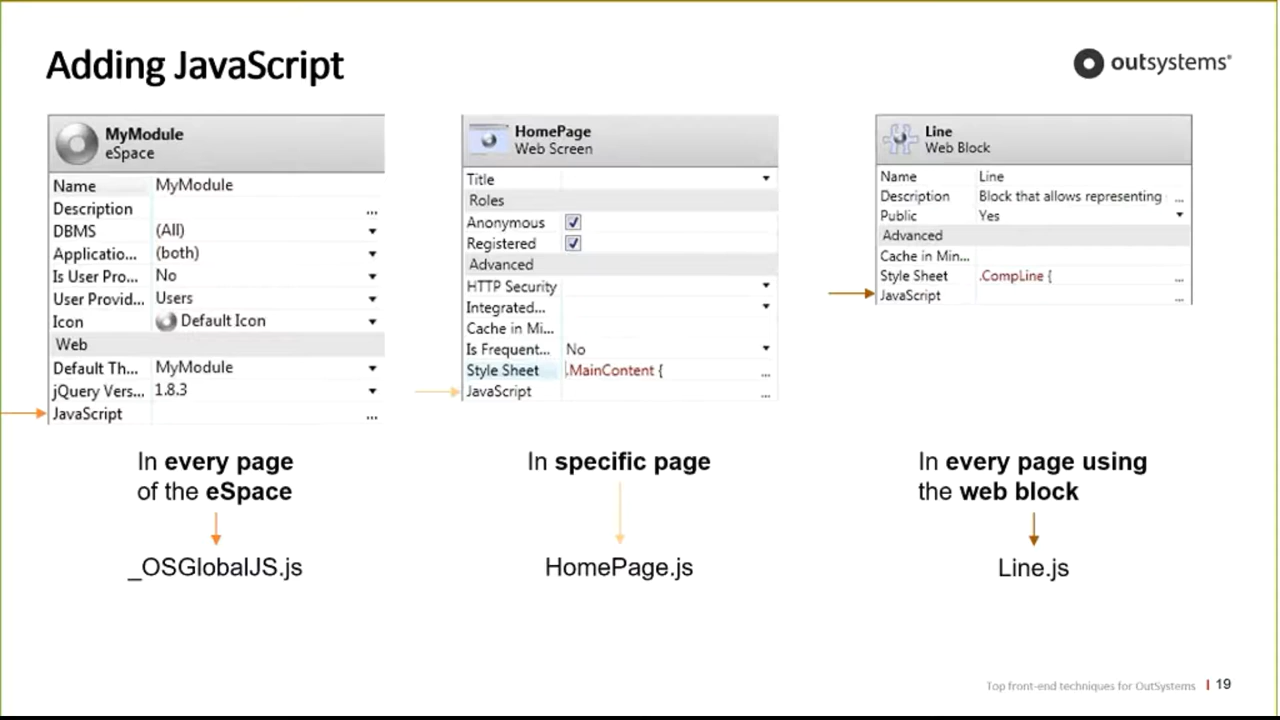 Adding JavaScript
outsystems
MyModule
eSpace
Name MyModule
Description ...
DBMS (All)
Applicatio... (both)
Is User Pro... No
User Provid... Users
Icon Default Icon
Web
Default Th... MyModule
jQuery Vers... 1.8.3
JavaScript ...
In every page
of the eSpace
_OSGlobalJS.js
HomePage
Web Screen
Title
Roles
Anonymous
Registered
Advanced
HTTP Security
Integrated...
Cache in Mi...
Is Frequent... No
Style Sheet .MainContent { ...
JavaScript ...
In specific page
HomePage.js
Line
Web Block
Name Line
Description Block that allows representing ...
Public Yes
Advanced
Cache in Min...
Style Sheet .CompLine { ...
JavaScript ...
In every page using
the web block
Line.js
Top front-end techniques for OutSystems | 19